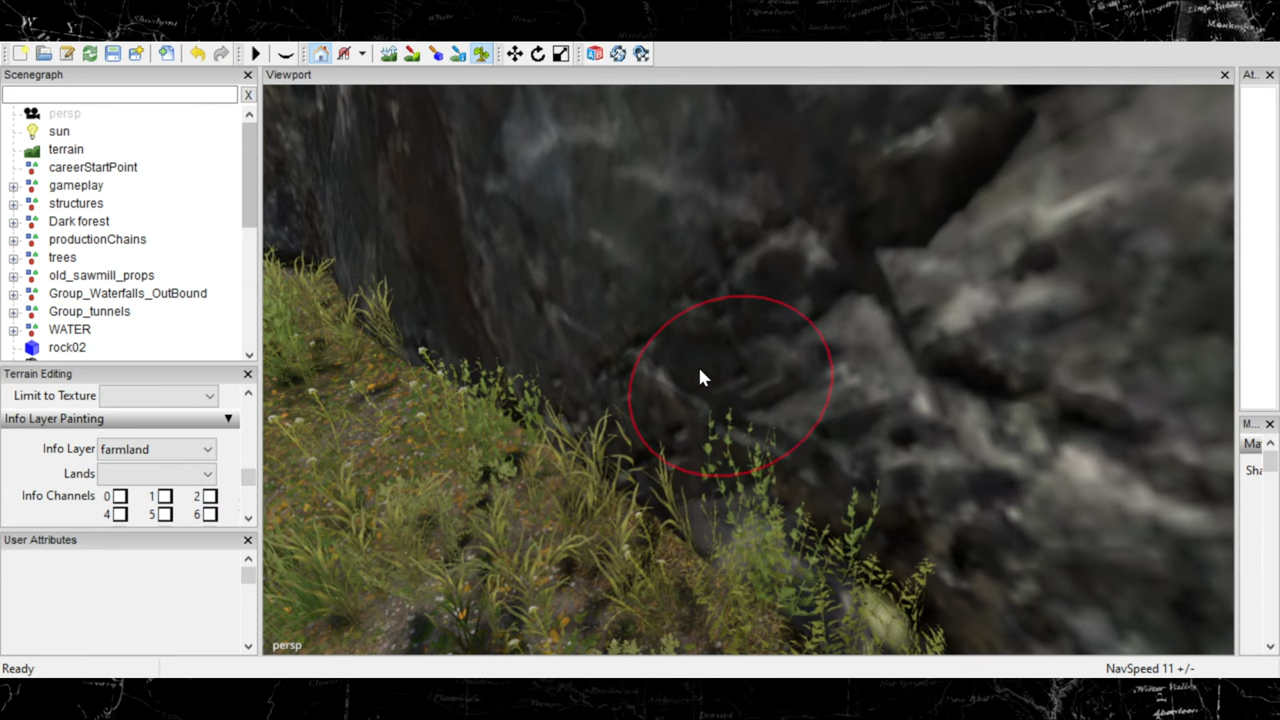 Scenegraph
Viewport
At..
X
persp
sun
terrain
careerStartPoint
gameplay
structures
Dark forest
productionChains
trees
old_sawmill_props
Group_Waterfalls_OutBound
Group_tunnels
WATER
rock02
Terrain Editing
Limit to Texture
Info Layer Painting
Info Layer farmland
Lands
Info Channels 0 1 2
4 5 6
User Attributes
M...
Ma
Sha
persp
Ready
NavSpeed 11 +/-